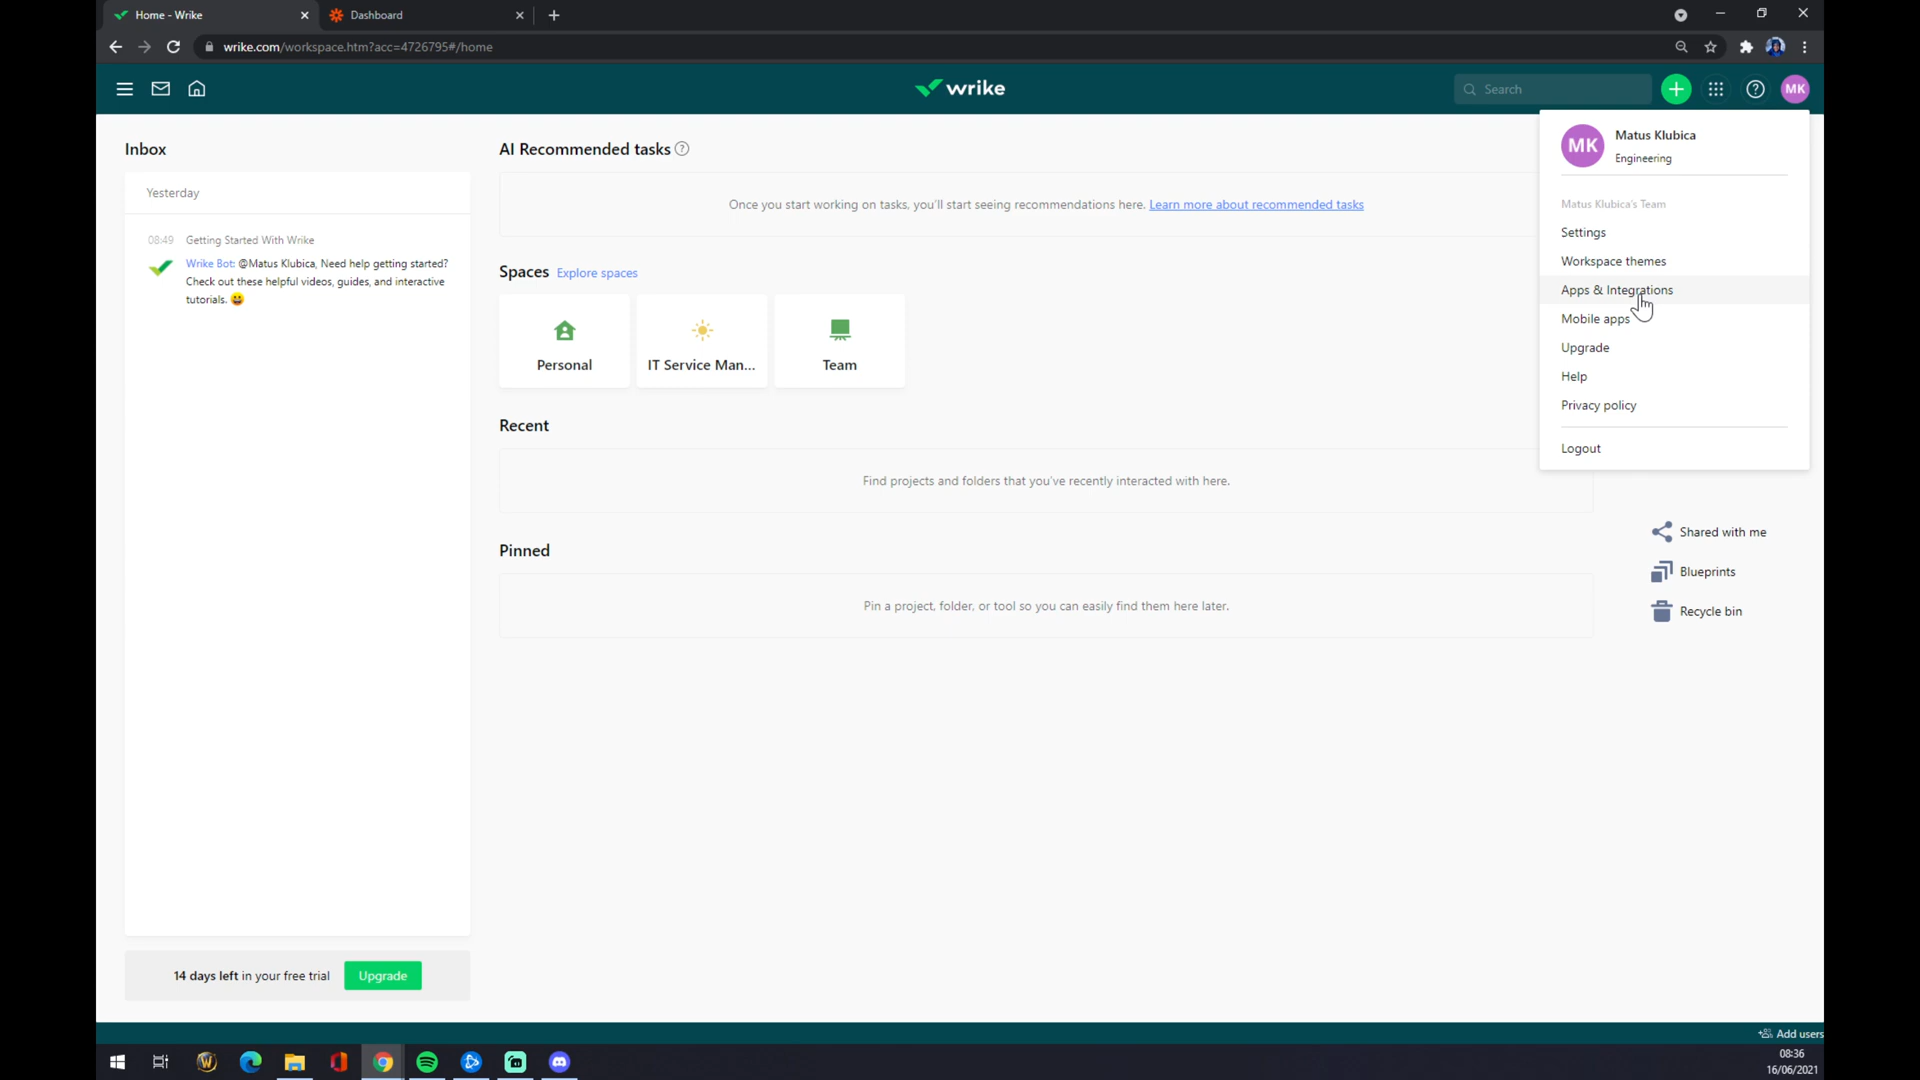 Home - Wrike
Dashboard
wrike.com/workspace.htm?acc=4726795#/home
wrike
Search
MK
Inbox
Yesterday
08:49 Getting Started With Wrike
Wrike Bot: @Matus Klubica, Need help getting started?
Check out these helpful videos, guides, and interactive
tutorials. 😀
14 days left in your free trial
Upgrade
AI Recommended tasks ?
Once you start working on tasks, you'll start seeing recommendations here. Learn more about recommended tasks
Spaces Explore spaces
Personal
IT Service Man...
Team
Recent
Find projects and folders that you've recently interacted with here.
Pinned
Pin a project, folder, or tool so you can easily find them here later.
MK
Matus Klubica
Engineering
Matus Klubica's Team
Settings
Workspace themes
Apps & Integrations
Mobile apps
Upgrade
Help
Privacy policy
Logout
Shared with me
Blueprints
Recycle bin
Add users
08:36
16/06/2021